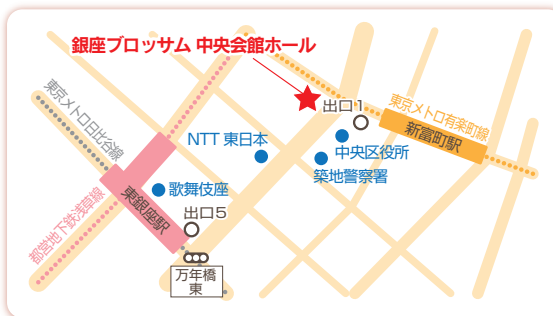 銀座ブロッサム 中央会館ホール
東京メトロ日比谷線
出口1
東京メトロ有楽町線
新富町駅
NTT 東日本
中央区役所
築地警察署
歌舞伎座
都営地下鉄浅草線
東銀座駅
出口5
万年橋
東